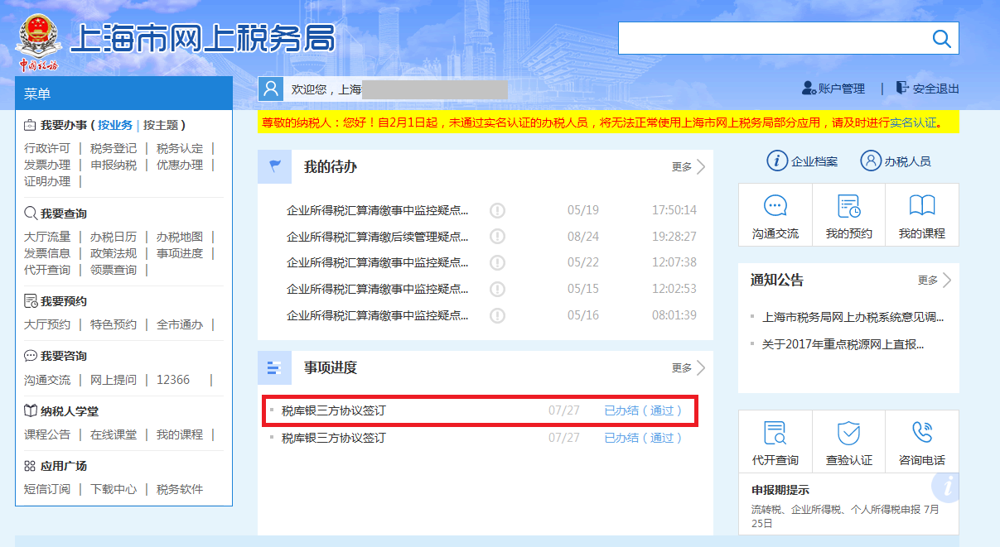 上海市网上税务局
中国税务
菜单
欢迎您，上海
账户管理 | 安全退出
尊敬的纳税人：您好！自2月1日起，未通过实名认证的办税人员，将无法正常使用上海市网上税务局部分应用，请及时进行实名认证。
我要办事（按业务 | 按主题）
行政许可 | 税务登记 | 税务认定 |
发票办理 | 申报纳税 | 优惠办理 |
证明办理 |
我要查询
大厅流量 | 办税日历 | 办税地图 |
发票信息 | 政策法规 | 事项进度 |
代开查询 | 领票查询 |
我要预约
大厅预约 | 特色预约 | 全市通办 |
我要咨询
沟通交流 | 网上提问 | 12366 |
纳税人学堂
课程公告 | 在线课堂 | 我的课程 |
应用广场
短信订阅 | 下载中心 | 税务软件
我的待办 更多
企业所得税汇算清缴事中监控疑点... 05/19 17:50:14
企业所得税汇算清缴后续管理疑点... 08/24 19:28:27
企业所得税汇算清缴事中监控疑点... 05/22 12:07:38
企业所得税汇算清缴事中监控疑点... 05/15 12:02:53
企业所得税汇算清缴事中监控疑点... 05/16 08:01:39
事项进度 更多
税库银三方协议签订 07/27 已办结（通过）
税库银三方协议签订 07/27 已办结（通过）
企业档案 办税人员
沟通交流 我的预约 我的课程
通知公告 更多
上海市税务局网上办税系统意见调...
关于2017年重点税源网上直报...
代开查询 查验认证 咨询电话
申报期提示
流转税、企业所得税、个人所得税申报 7月
25日